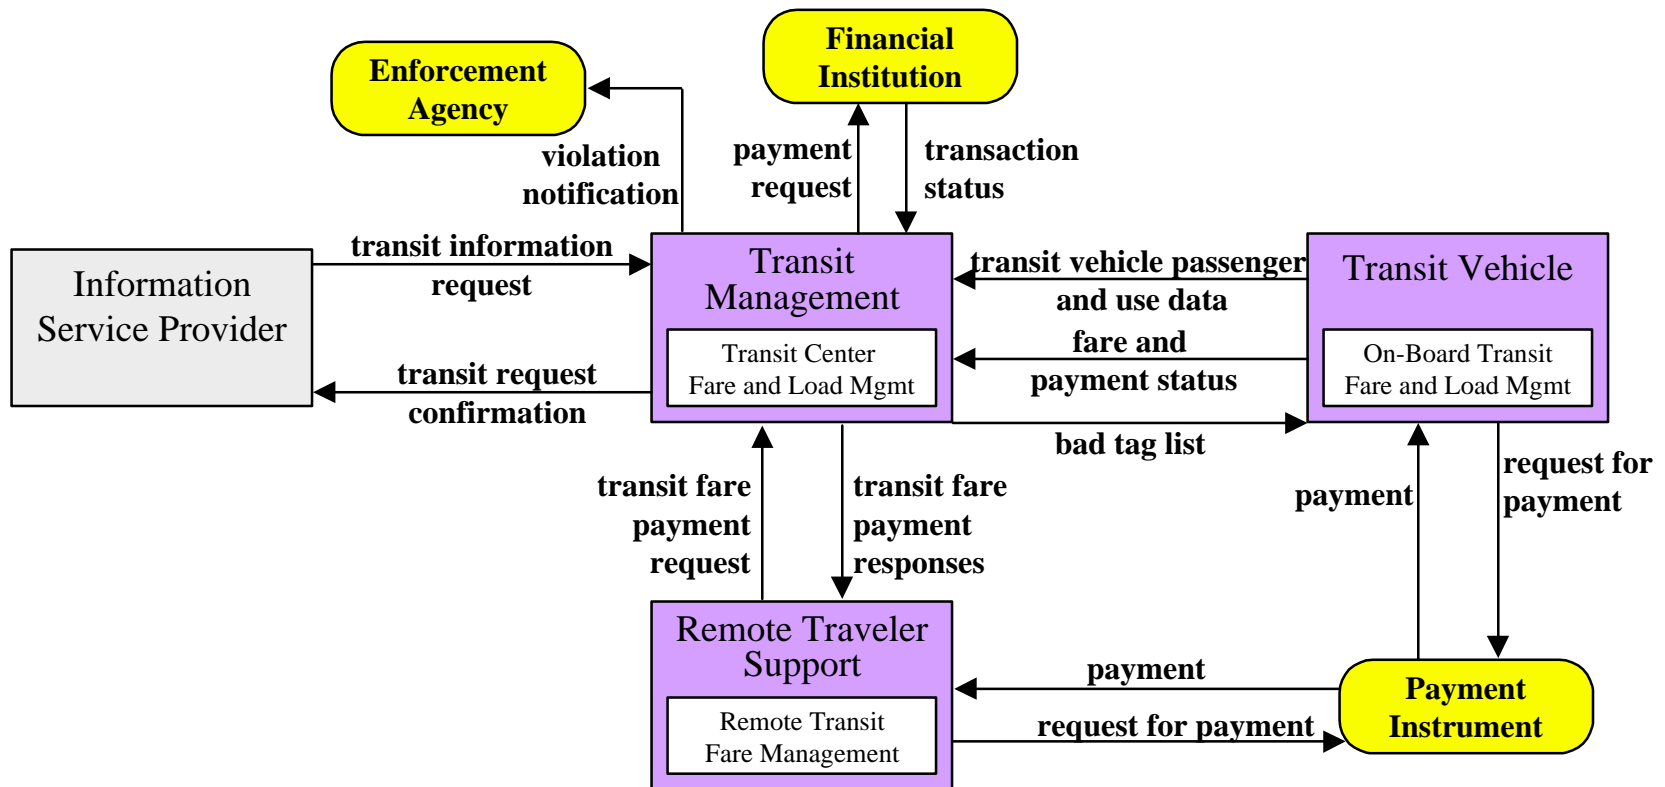 Financial
Institution
Enforcement
Agency
violation
notification
payment
request
transaction
status
Information
Service Provider
transit information
request
transit request
confirmation
Transit
Management
Transit Center
Fare and Load Mgmt
transit vehicle passenger
and use data
fare and
payment status
bad tag list
Transit Vehicle
On-Board Transit
Fare and Load Mgmt
transit fare
payment
request
transit fare
payment
responses
payment
request for
payment
Remote Traveler
Support
Remote Transit
Fare Management
payment
request for payment
Payment
Instrument